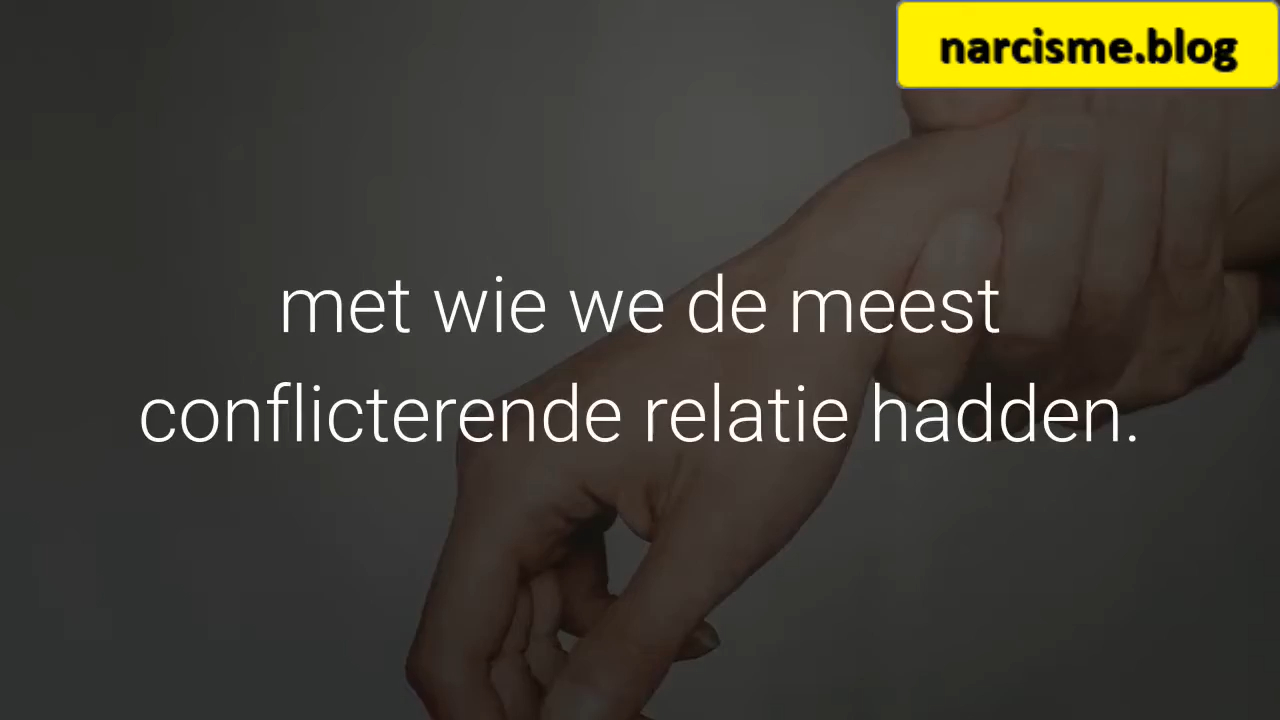 narcisme.blog
met wie we de meest
conflicterende relatie hadden.